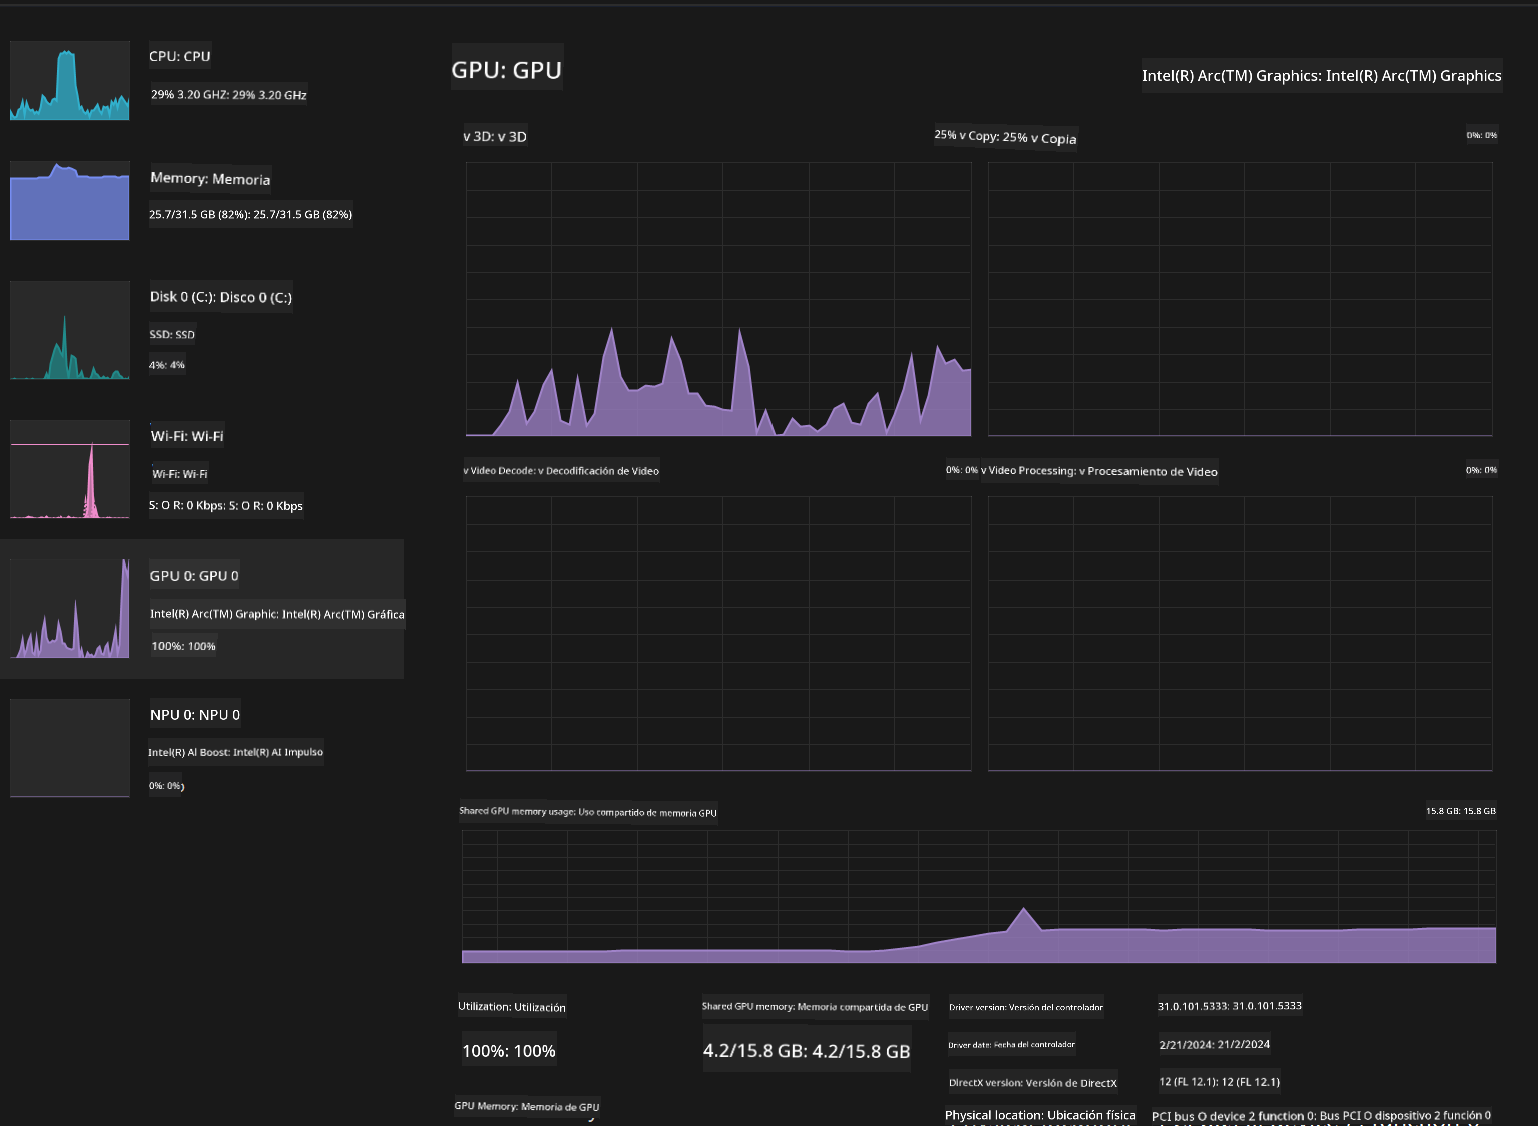 CPU: CPU
29% 3.20 GHZ: 29% 3.20 GHz
Memory: Memoria
25.7/31.5 GB (82%): 25.7/31.5 GB (82%)
Disk 0 (C:): Disco 0 (C:)
SSD: SSD
4%: 4%
Wi-Fi: Wi-Fi
Wi-Fi: Wi-Fi
S: O R: 0 Kbps: S: O R: 0 Kbps
GPU 0: GPU 0
Intel(R) Arc(TM) Graphic: Intel(R) Arc(TM) Gráfica
100%: 100%
NPU 0: NPU 0
Intel(R) Al Boost: Intel(R) AI Impulso
0%: 0%)
GPU: GPU
Intel(R) Arc(TM) Graphics: Intel(R) Arc(TM) Graphics
v 3D: v 3D
25% v Copy: 25% v Copia
0%: 0%
v Video Decode: v Decodificación de Video
0%: 0%
v Video Processing: v Procesamiento de Video
0%: 0%
Shared GPU memory usage: Uso compartido de memoria GPU
15.8 GB: 15.8 GB
Utilization: Utilización
100%: 100%
Shared GPU memory: Memoria compartida de GPU
4.2/15.8 GB: 4.2/15.8 GB
GPU Memory: Memoria de GPU
Driver version: Versión del controlador
31.0.101.5333: 31.0.101.5333
Driver date: Fecha del controlador
2/21/2024: 21/2/2024
DirectX version: Versión de DirectX
12 (FL 12.1): 12 (FL 12.1)
Physical location: Ubicación física
PCI bus O device 2 function 0: Bus PCI O dispositivo 2 función 0